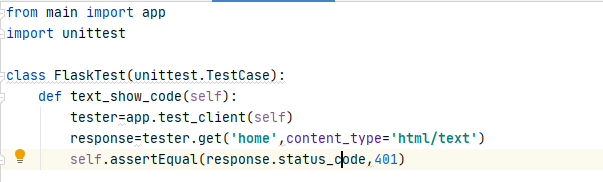 from main import app
import unittest
class FlaskTest(unittest.TestCase):
def text_show_code(self):
tester=app.test_client(self)
response=tester.get('home',content_type='html/text')
self.assertEqual(response.status_code,401)